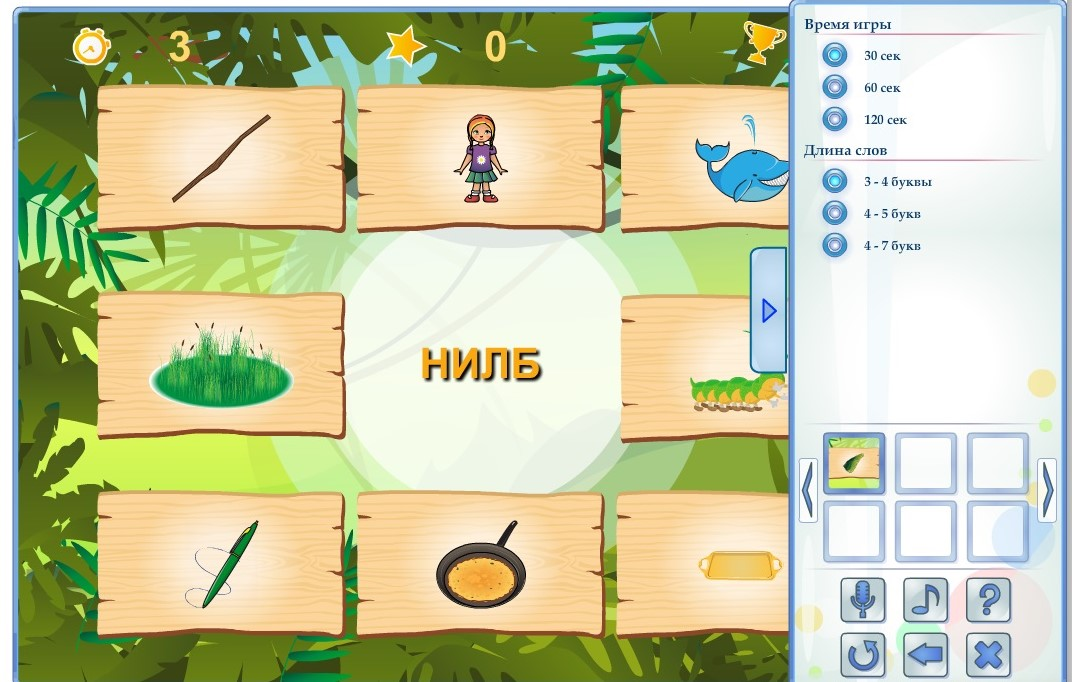 3
0
НИЛБ
Время игры
30 сек
60 сек
120 сек
Длина слов
3 - 4 буквы
4 - 5 букв
4 - 7 букв
?